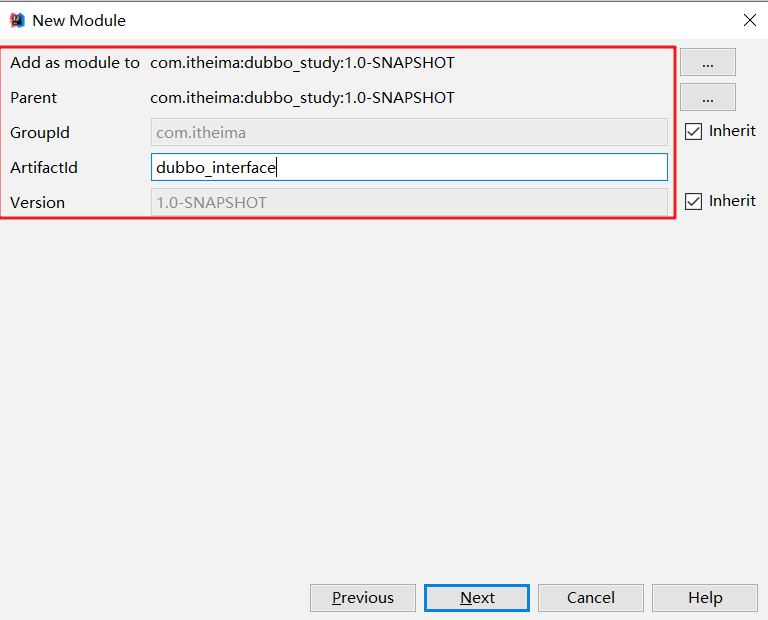 New Module
Add as module to com.itheima:dubbo_study:1.0-SNAPSHOT ...
Parent com.itheima:dubbo_study:1.0-SNAPSHOT ...
GroupId com.itheima Inherit
ArtifactId dubbo_interface
Version 1.0-SNAPSHOT Inherit
Previous Next Cancel Help